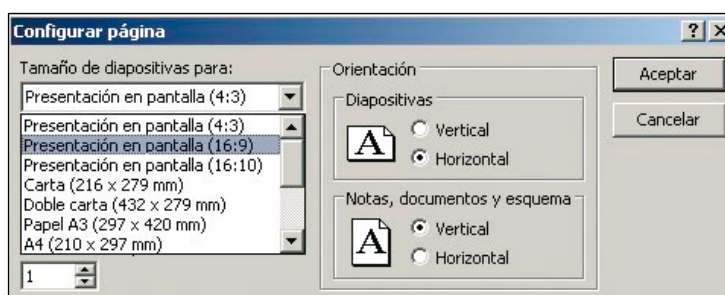 Configurar página
Tamaño de diapositivas para:
Presentación en pantalla (4:3)
Presentación en pantalla (4:3)
Presentación en pantalla (16:9)
Presentación en pantalla (16:10)
Carta (216 x 279 mm)
Doble carta (432 x 279 mm)
Papel A3 (297 x 420 mm)
A4 (210 x 297 mm)
1
Orientación
Diapositivas
A
Vertical
Horizontal
Notas, documentos y esquema
A
Vertical
Horizontal
Aceptar
Cancelar